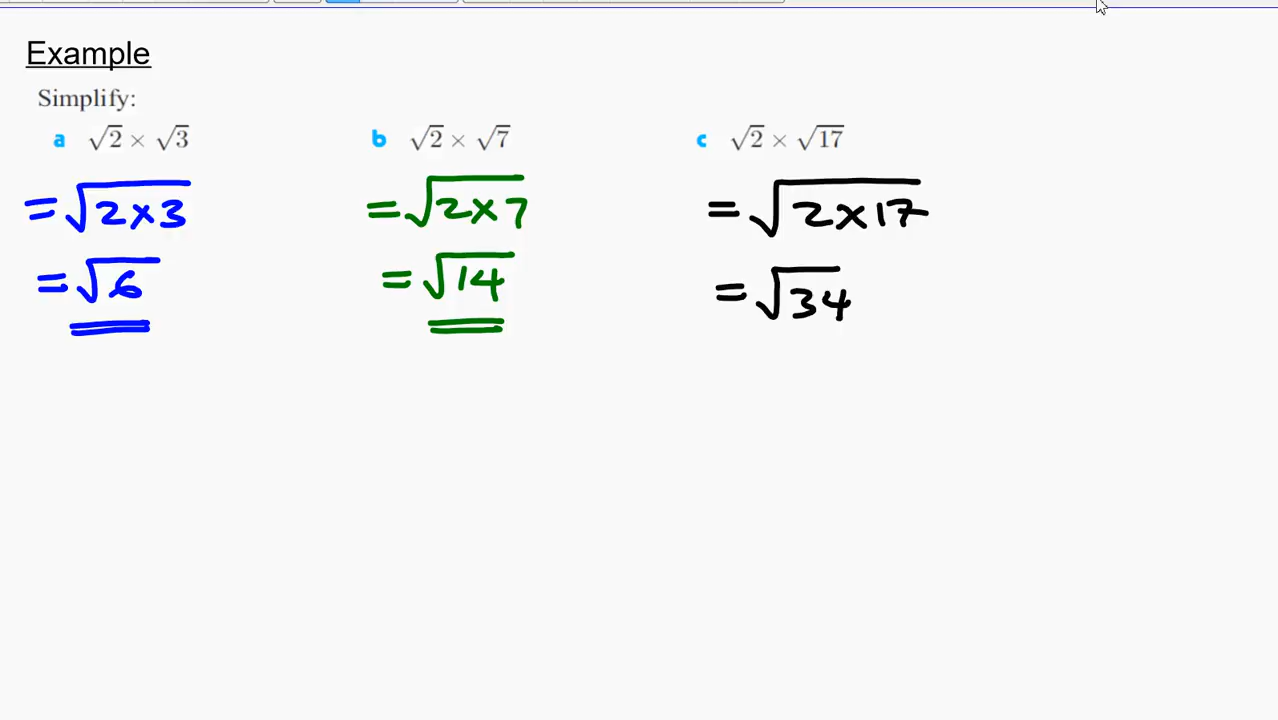 Example
Simplify:
a √2 × √3 b √2 × √7 c √2 × √17
=√2×3 =√2×7 =√2×17
=√6 =√14 =√34